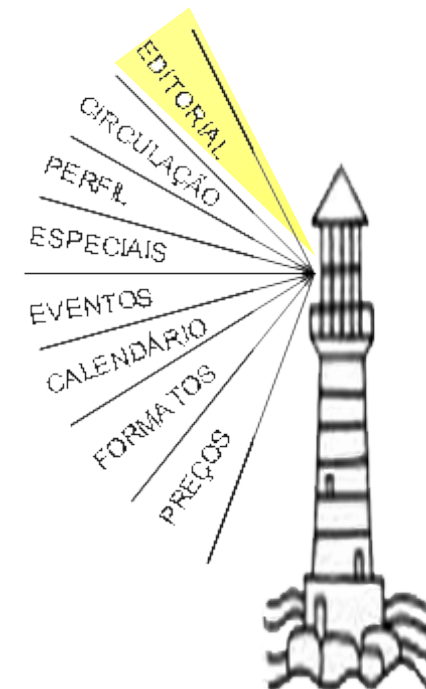 EDITORIAL
CIRCULAÇÃO
PERFIL
ESPECIAIS
EVENTOS
CALENDÁRIO
FORMATOS
PREÇOS